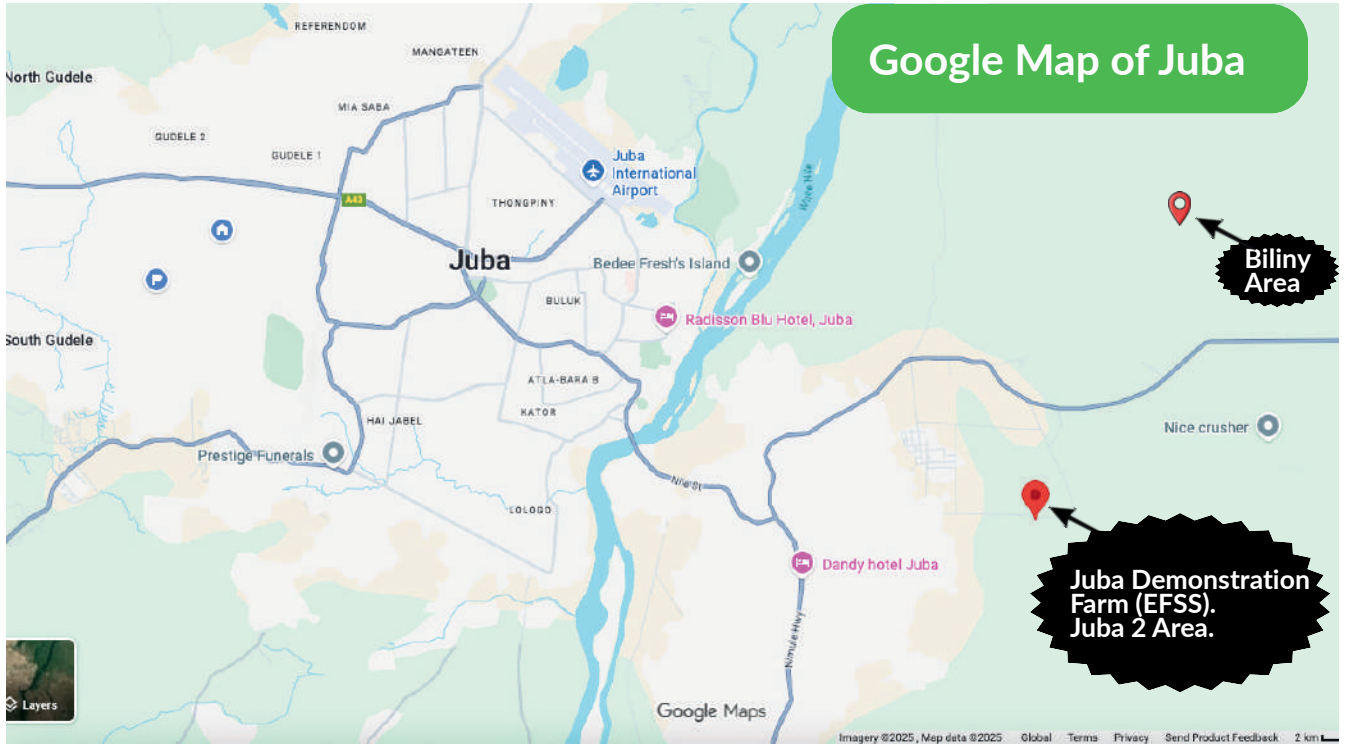 Google Map of Juba
REFERENDOM
MANGATEEN
North Gudele
MIA SABA
GUDELE 2
GUDELE 1
Juba
International
Airport
White Nile
A43
THONGPINY
Juba
Bedee Fresh's Island
Biliny
Area
BULUK
Radisson Blu Hotel, Juba
South Gudele
ATLA-BARA B
KATOR
HAI JABEL
Nice crusher
Prestige Funerals
Nile St
LOLOGO
Dandy hotel Juba
Juba Demonstration
Farm (EFSS).
Juba 2 Area.
Nimule Hwy
Layers
Google Maps
Imagery ©2025 , Map data ©2025 Global Terms Privacy Send Product Feedback 2 km
P